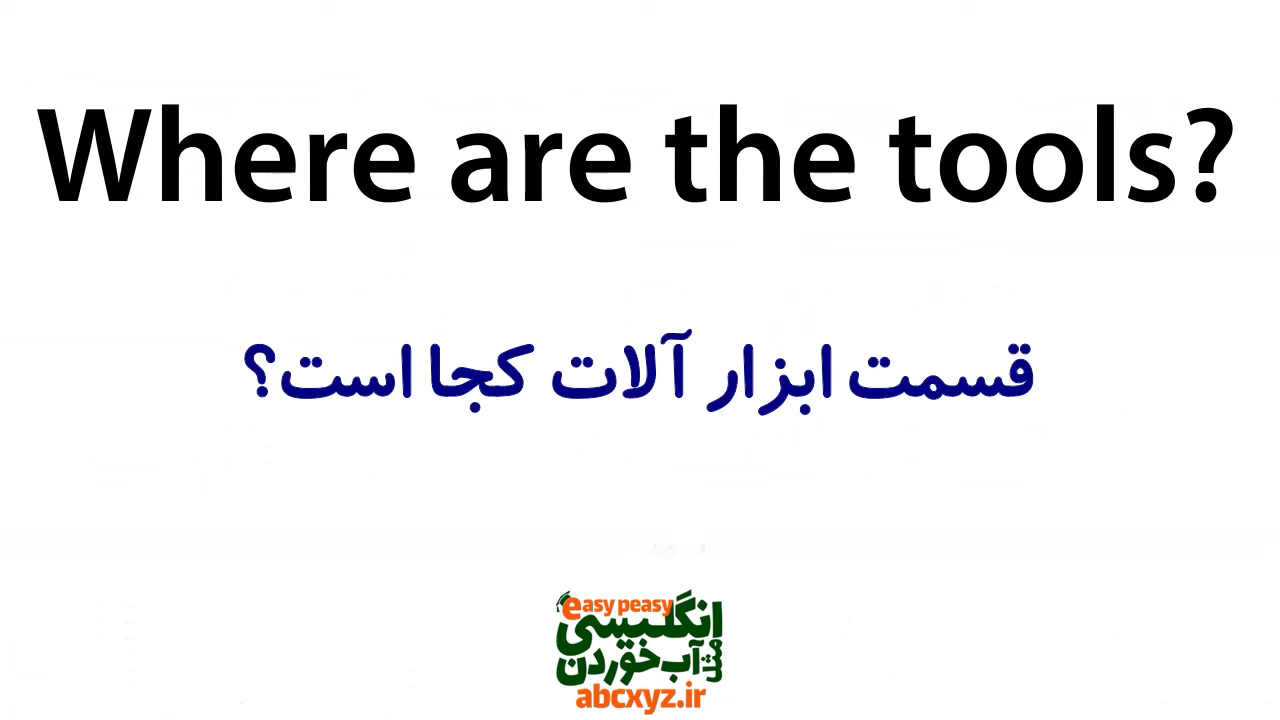 Where are the tools?
قسمت ابزار آلات کجا است؟
easy peasy
انگلیسی
مثل آب خوردن
abcxyz.ir